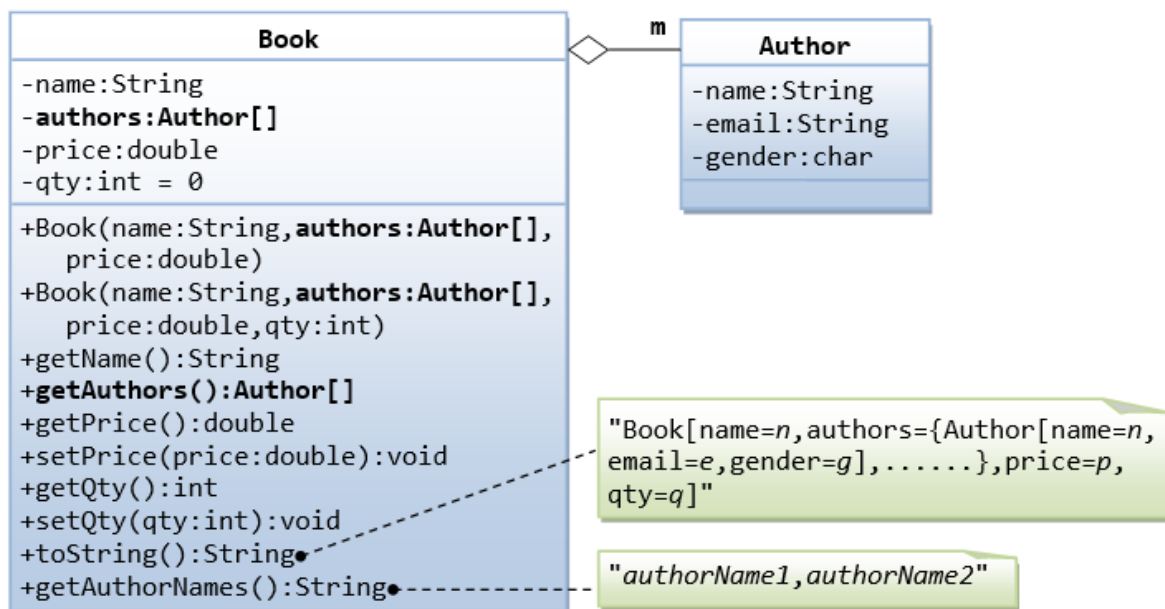 Book
-name:String
-authors:Author[]
-price:double
-qty:int = 0
+Book(name:String,authors:Author[],
price:double)
+Book(name:String,authors:Author[],
price:double,qty:int)
+getName():String
+getAuthors():Author[]
+getPrice():double
+setPrice(price:double):void
+getQty():int
+setQty(qty:int):void
+toString():String
+getAuthorNames():String
m
Author
-name:String
-email:String
-gender:char
"Book[name=n,authors={Author[name=n,
email=e,gender=g],......},price=p,
qty=q]"
"authorName1,authorName2"